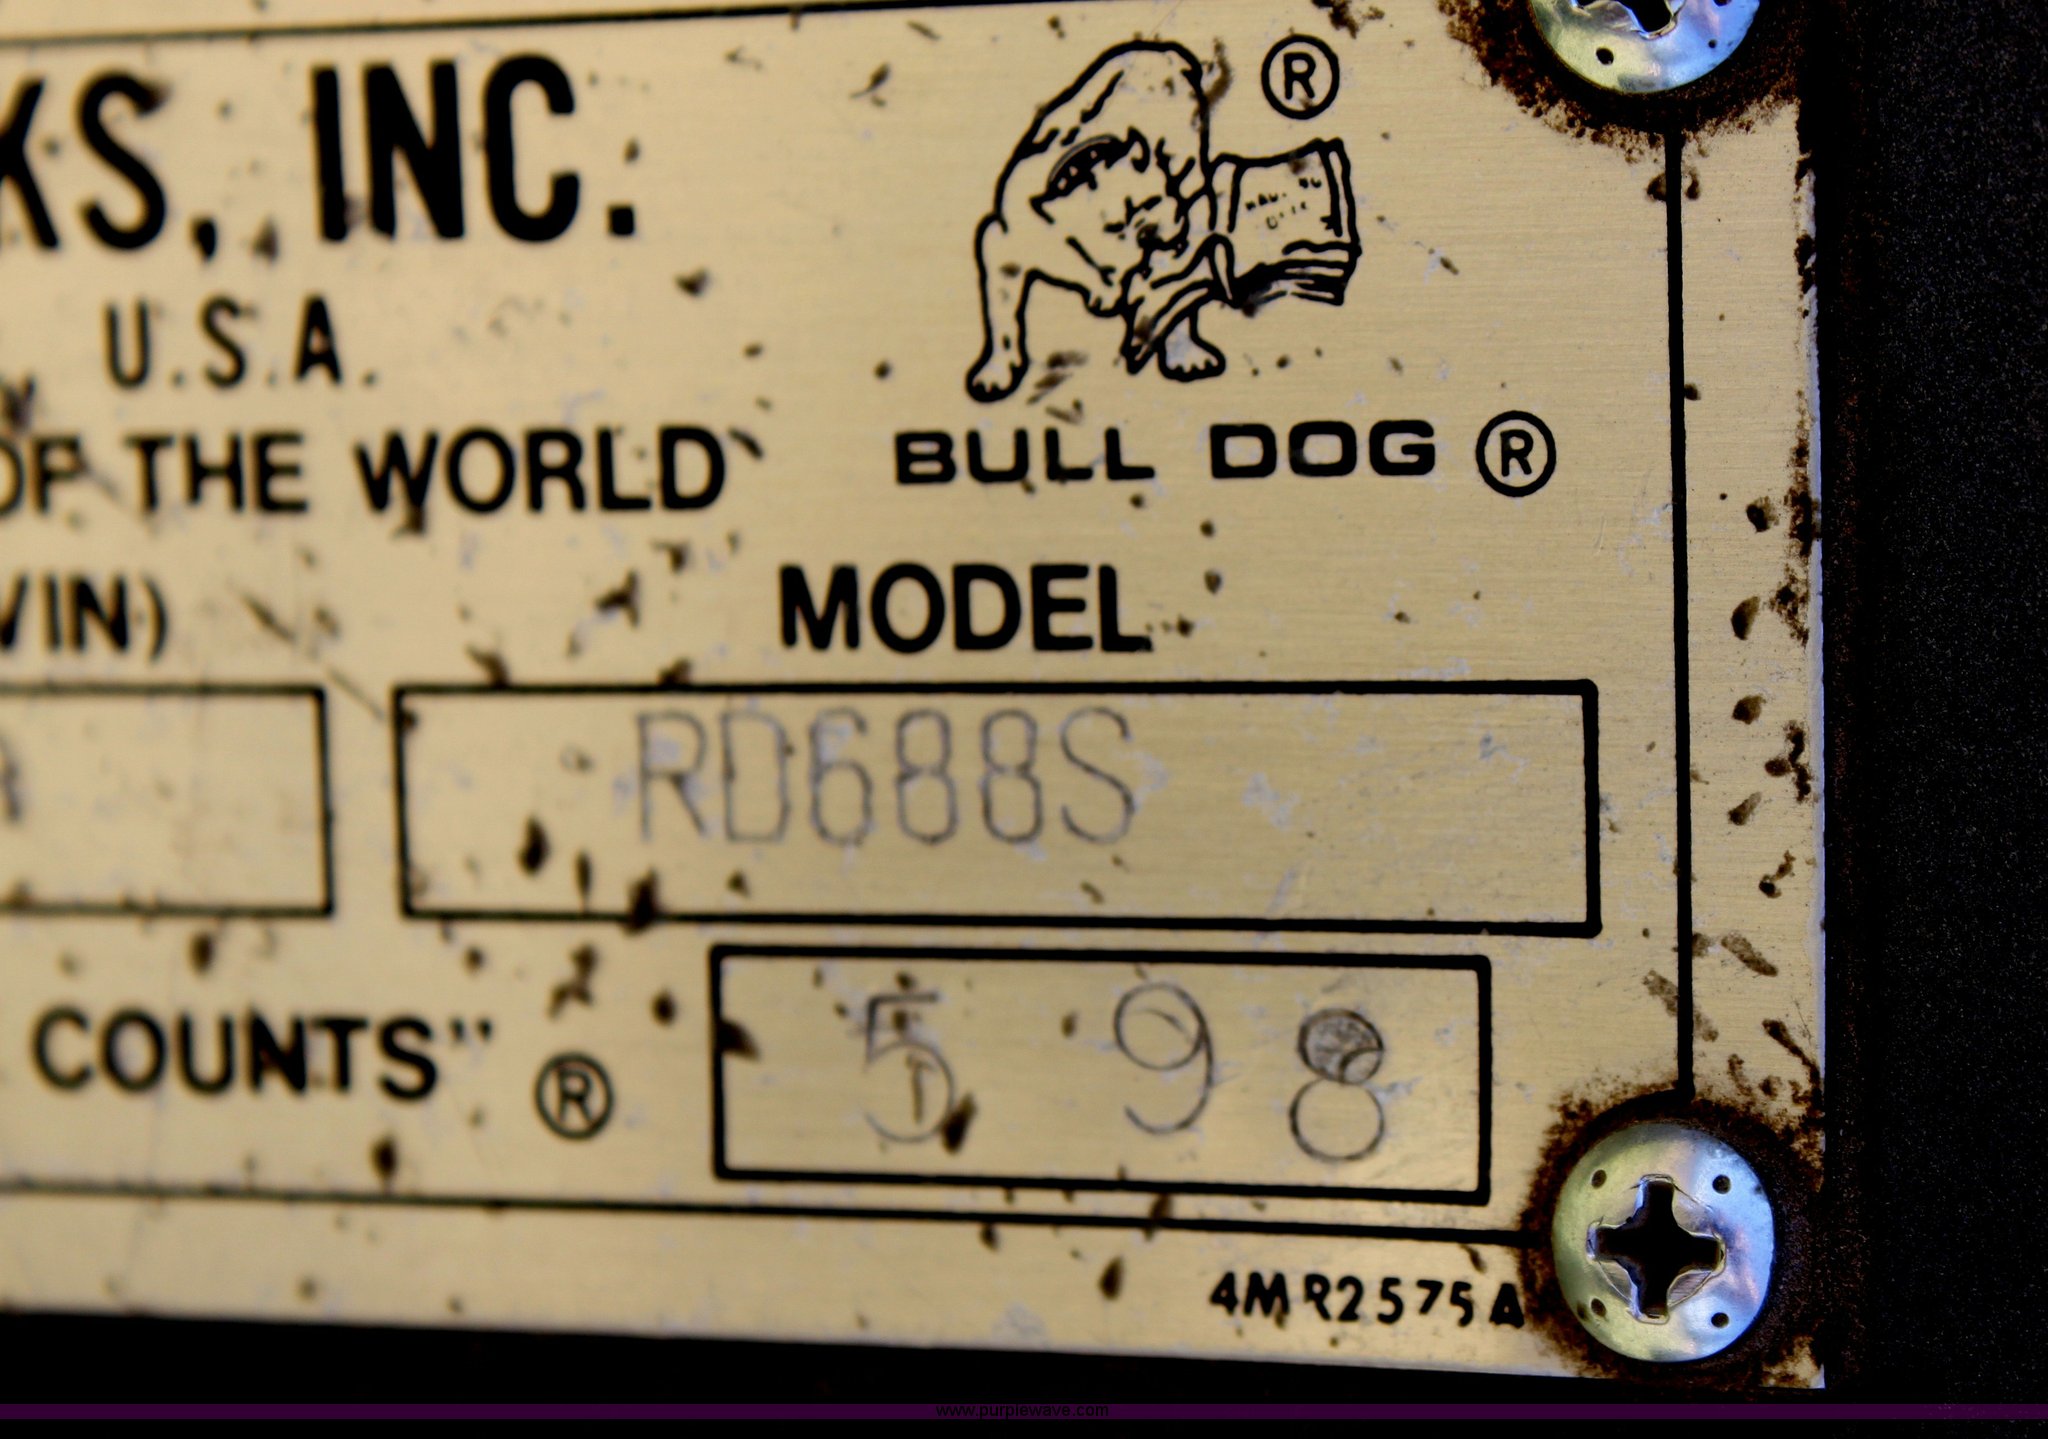 KS, INC.
®
U.S.A.
OF THE WORLD
BULL DOG ®
VIN)
MODEL
RD688S
COUNTS" ®
5 9 8
4MR2575A
www.purplewave.com